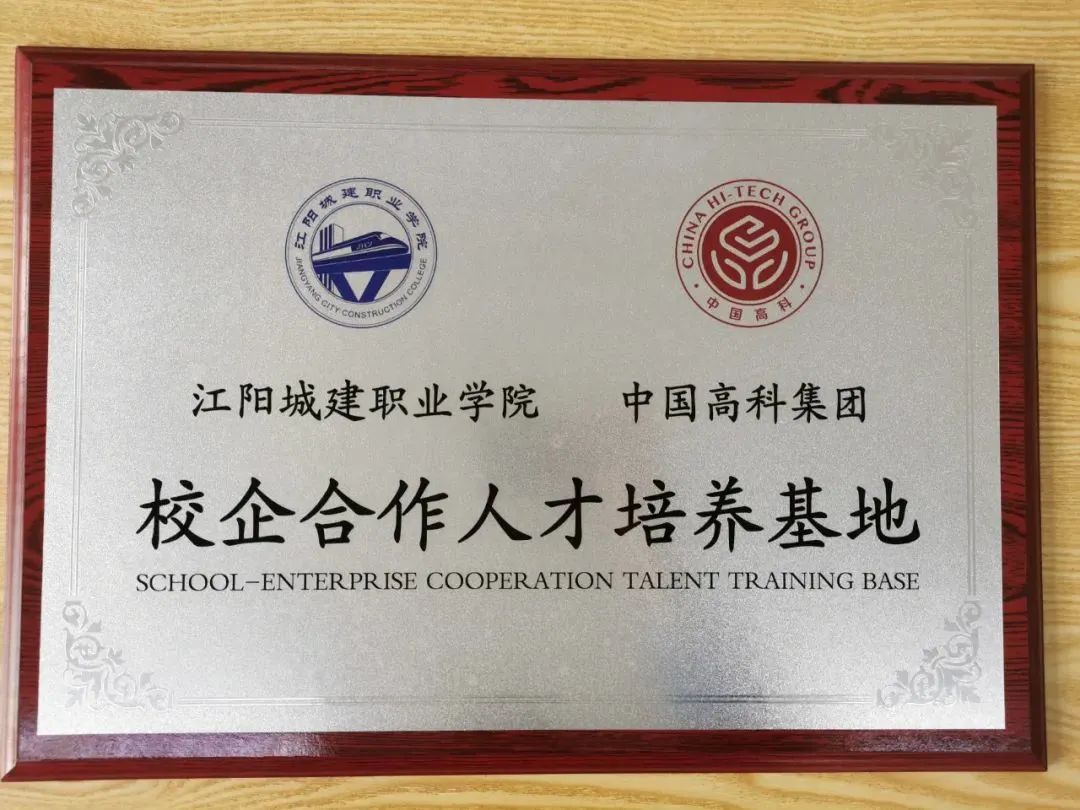 江阳城建职业学院
JIANGYANG CITY CONSTRUCTION COLLEGE
JYCJ
CHINA HI-TECH GROUP
·中国高科·
江阳城建职业学院 中国高科集团
校企合作人才培养基地
SCHOOL-ENTERPRISE COOPERATION TALENT TRAINING BASE